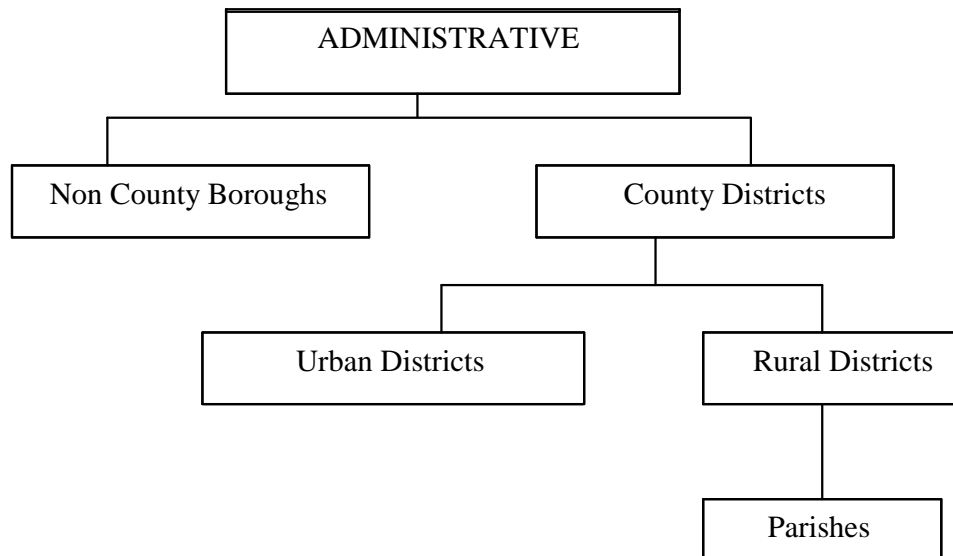 ADMINISTRATIVE
Non County Boroughs
County Districts
Urban Districts
Rural Districts
Parishes